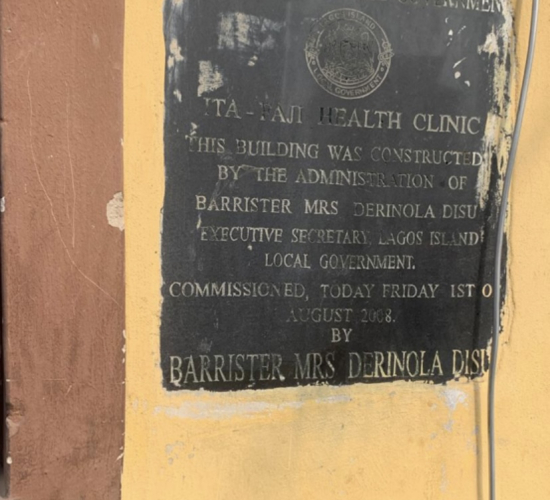 ITA - FAJI HEALTH CLINIC
THIS BUILDING WAS CONSTRUCTED
BY THE ADMINISTRATION OF
BARRISTER MRS DERINOLA DISU
EXECUTIVE SECRETARY, LAGOS ISLAND
LOCAL GOVERNMENT.
COMMISSIONED, TODAY FRIDAY 1ST O
AUGUST 2008.
BY
BARRISTER MRS DERINOLA DISU